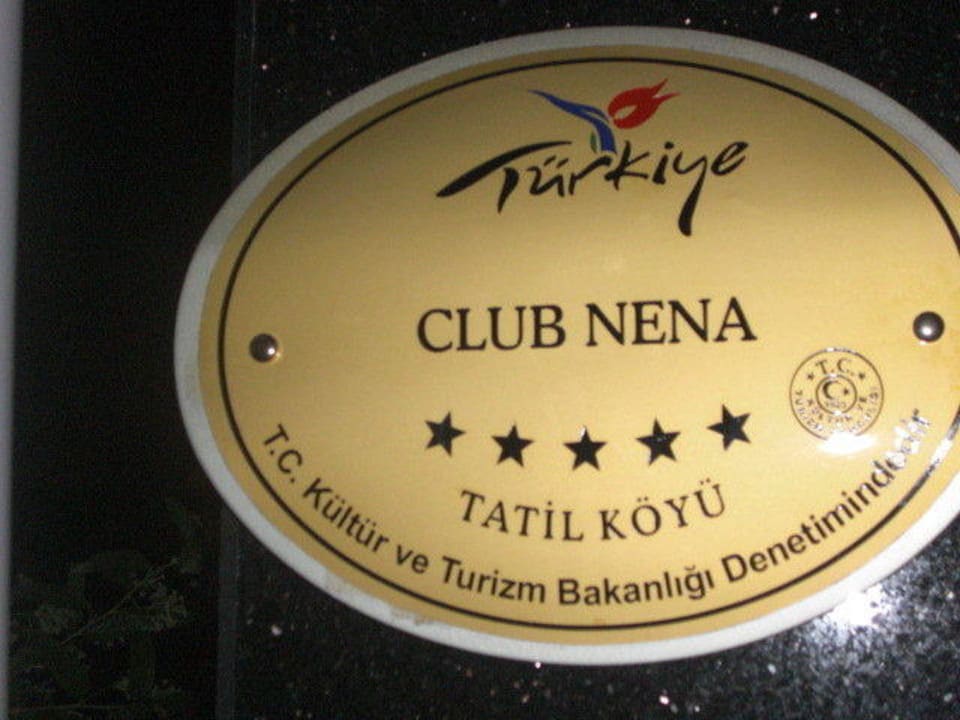 Türkiye
CLUB NENA
T.C.
TATİL KÖYÜ
T.C. Kültür ve Turizm Bakanlığı Denetimindedir